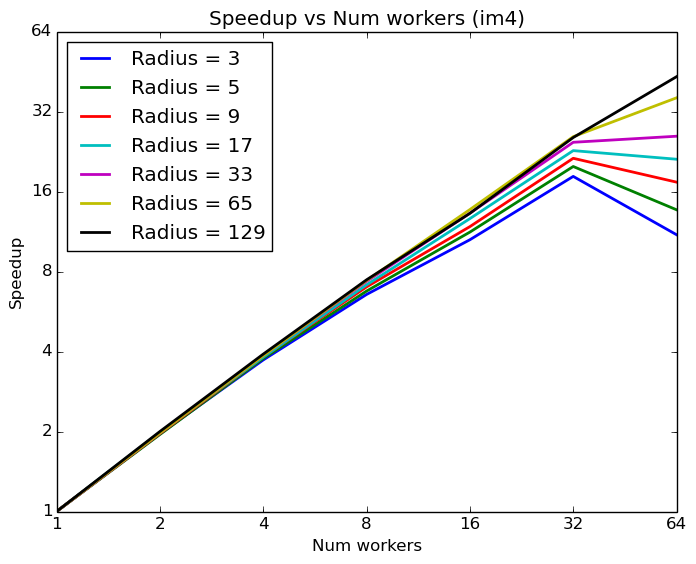 Speedup vs Num workers (im4)
64
32
16
8
4
2
1
Speedup
Radius = 3
Radius = 5
Radius = 9
Radius = 17
Radius = 33
Radius = 65
Radius = 129
1 2 4 8 16 32 64
Num workers